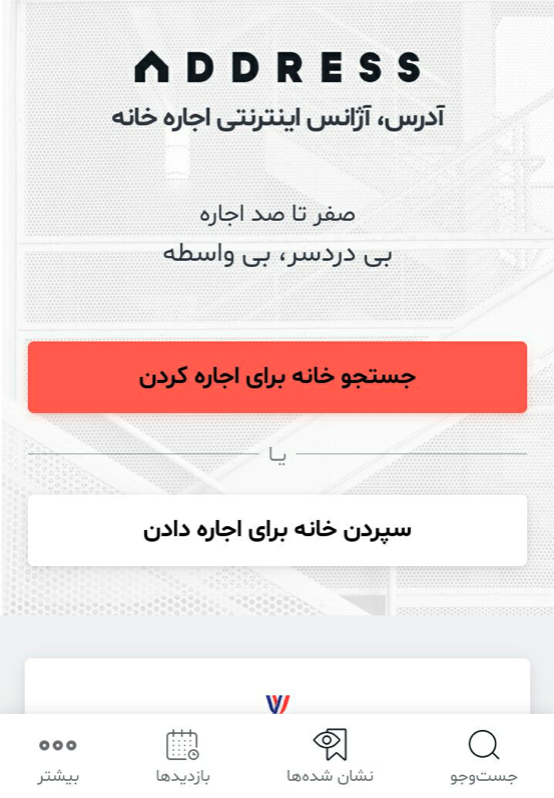 ADDRESS
آدرس، آژانس اینترنتی اجاره خانه
صفر تا صد اجاره
بی دردسر، بی واسطه
جستجو خانه برای اجاره کردن
یا
سپردن خانه برای اجاره دادن
جست‌وجو
نشان شده‌ها
بازدیدها
بیشتر